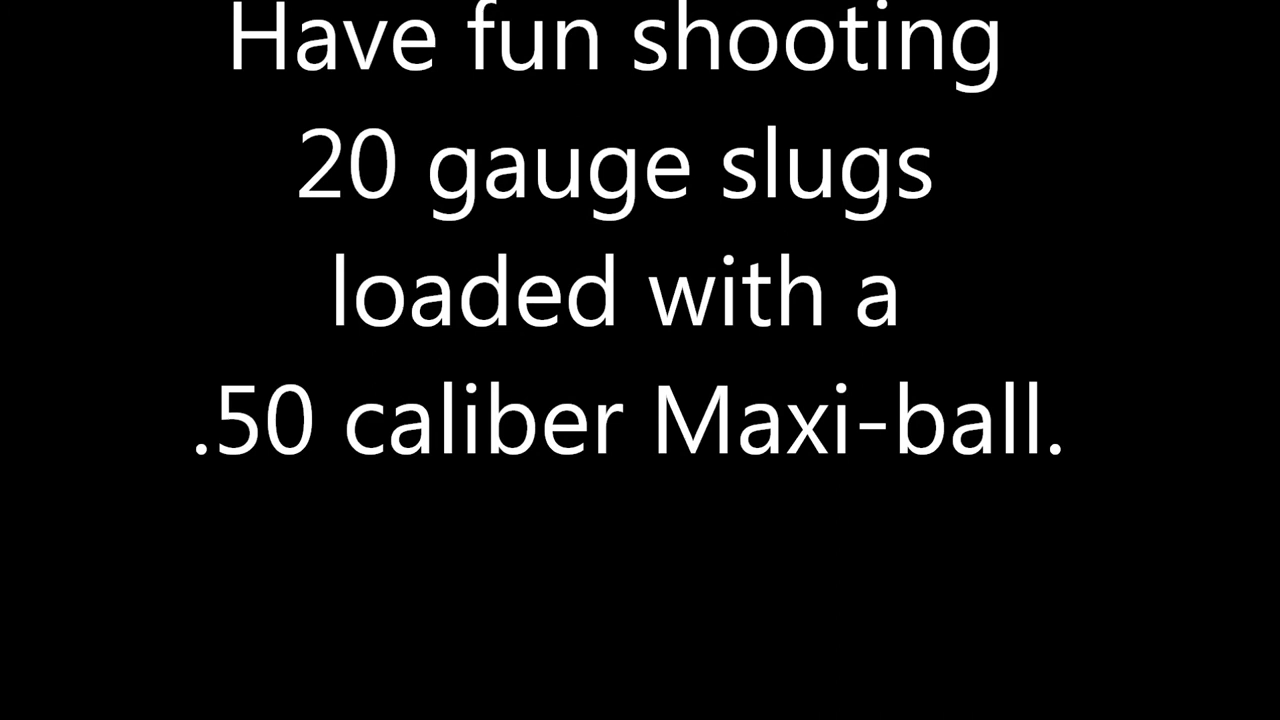 Have fun shooting
20 gauge slugs
loaded with a
.50 caliber Maxi-ball.